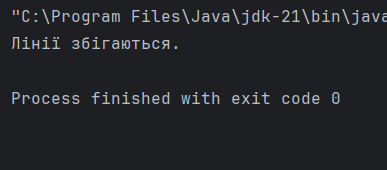 "C:\Program Files\Java\jdk-21\bin\java
Лінії збігаються.
Process finished with exit code 0